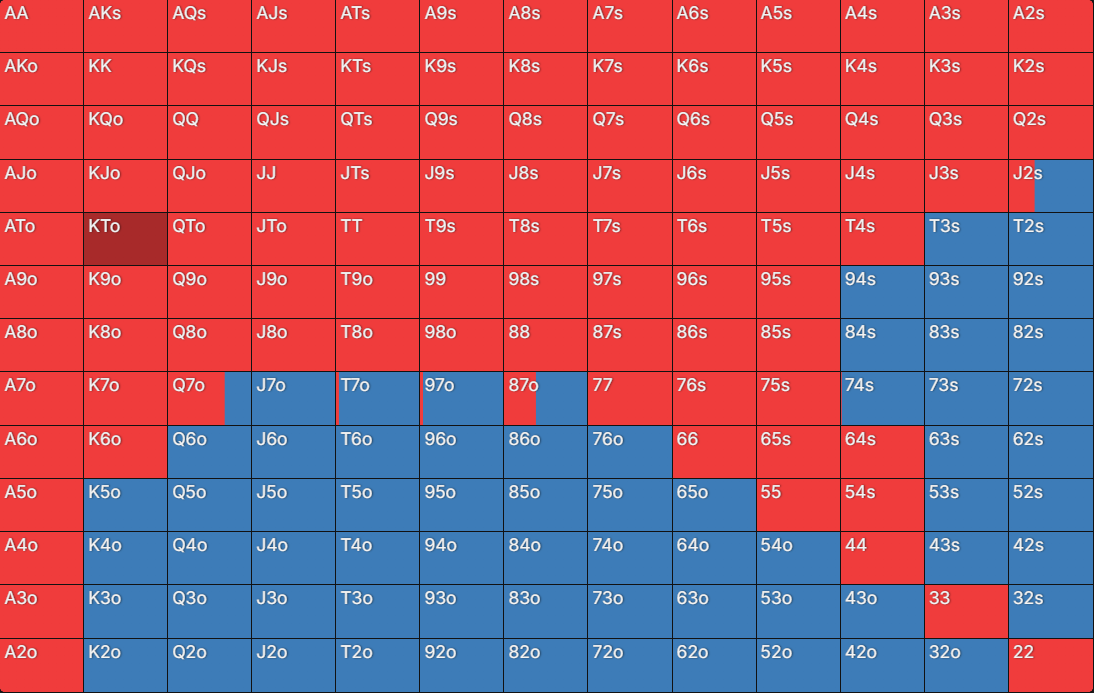 AA AKs AQs AJs ATs A9s A8s A7s A6s A5s A4s A3s A2s
AKo KK KQs KJs KTs K9s K8s K7s K6s K5s K4s K3s K2s
AQo KQo QQ QJs QTs Q9s Q8s Q7s Q6s Q5s Q4s Q3s Q2s
AJo KJo QJo JJ JTs J9s J8s J7s J6s J5s J4s J3s J2s
ATo KTo QTo JTo TT T9s T8s T7s T6s T5s T4s T3s T2s
A9o K9o Q9o J9o T9o 99 98s 97s 96s 95s 94s 93s 92s
A8o K8o Q8o J8o T8o 98o 88 87s 86s 85s 84s 83s 82s
A7o K7o Q7o J7o T7o 97o 87o 77 76s 75s 74s 73s 72s
A6o K6o Q6o J6o T6o 96o 86o 76o 66 65s 64s 63s 62s
A5o K5o Q5o J5o T5o 95o 85o 75o 65o 55 54s 53s 52s
A4o K4o Q4o J4o T4o 94o 84o 74o 64o 54o 44 43s 42s
A3o K3o Q3o J3o T3o 93o 83o 73o 63o 53o 43o 33 32s
A2o K2o Q2o J2o T2o 92o 82o 72o 62o 52o 42o 32o 22